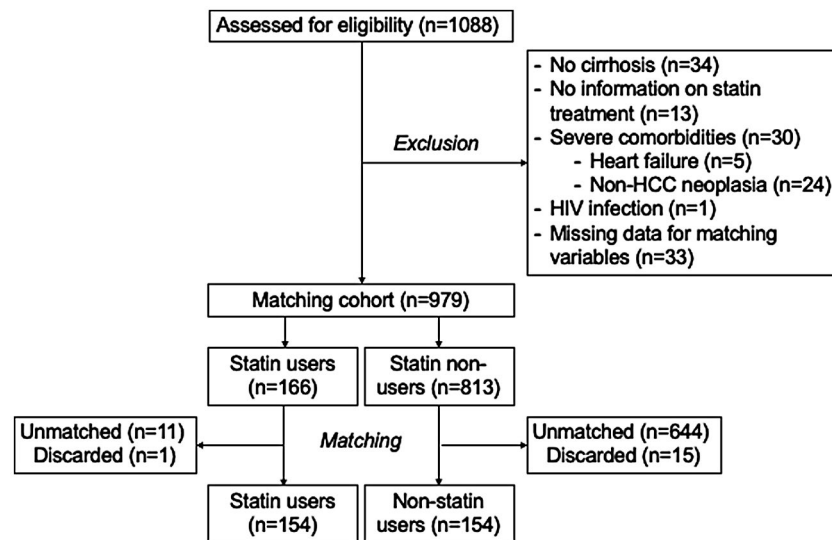 Assessed for eligibility (n=1088)
- No cirrhosis (n=34)
- No information on statin
treatment (n=13)
- Severe comorbidities (n=30)
- Heart failure (n=5)
- Non-HCC neoplasia (n=24)
- HIV infection (n=1)
- Missing data for matching
variables (n=33)
Exclusion
Matching cohort (n=979)
Statin users
(n=166)
Statin non-
users (n=813)
Unmatched (n=11)
Discarded (n=1)
Matching
Unmatched (n=644)
Discarded (n=15)
Statin users
(n=154)
Non-statin
users (n=154)